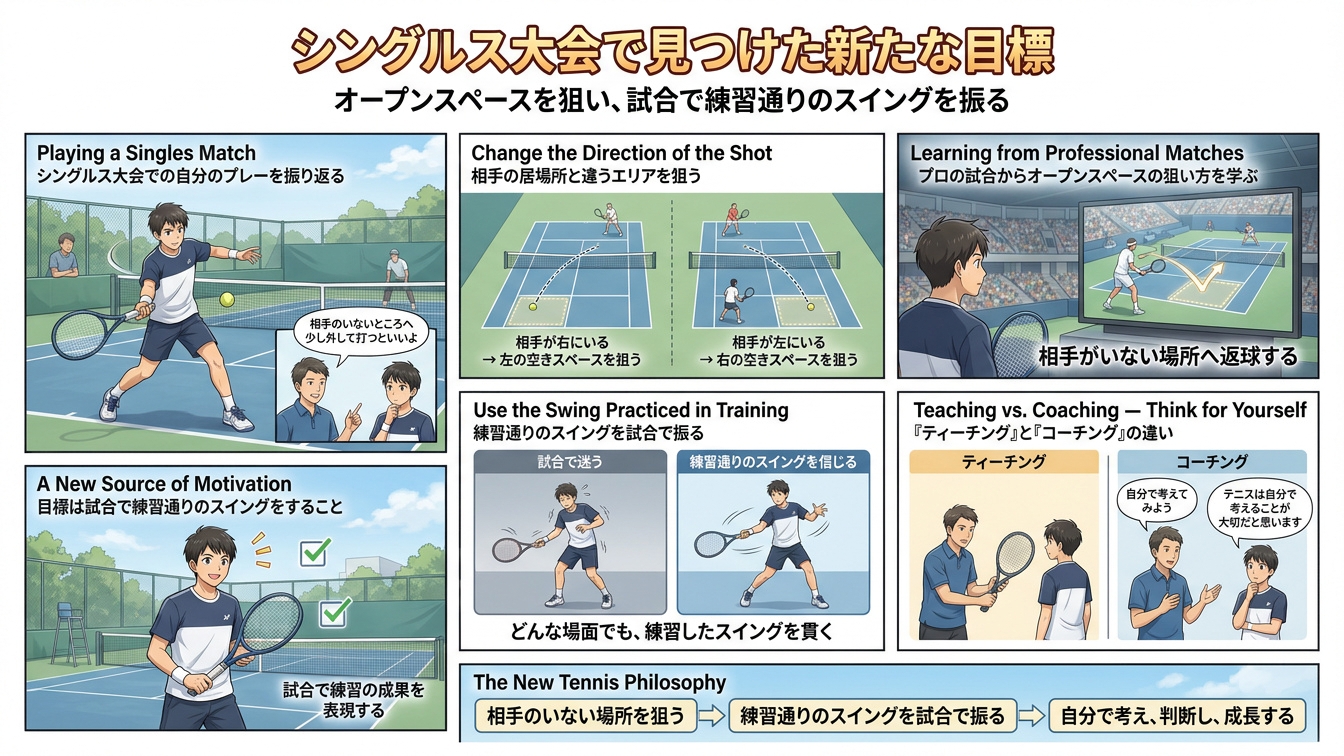 シングルス大会で見つけた新たな目標
オープンスペースを狙い、試合で練習通りのスイングを振る
Playing a Singles Match
シングルス大会での自分のプレーを振り返る
相手のいないところへ
少し外して打つといいよ
Change the Direction of the Shot
相手の居場所と違うエリアを狙う
相手が右にいる
→ 左の空きスペースを狙う
相手が左にいる
→ 右の空きスペースを狙う
Learning from Professional Matches
プロの試合からオープンスペースの狙い方を学ぶ
相手がいない場所へ返球する
A New Source of Motivation
目標は試合で練習通りのスイングをすること
試合で練習の成果を
表現する
Use the Swing Practiced in Training
練習通りのスイングを試合で振る
試合で迷う
練習通りのスイングを信じる
どんな場面でも、練習したスイングを貫く
Teaching vs. Coaching — Think for Yourself
『ティーチング』と『コーチング』の違い
ティーチング
コーチング
自分で考えて
みよう
テニスは自分で
考えることが
大切だと思います
The New Tennis Philosophy
相手のいない場所を狙う
練習通りのスイングを試合で振る
自分で考え、判断し、成長する